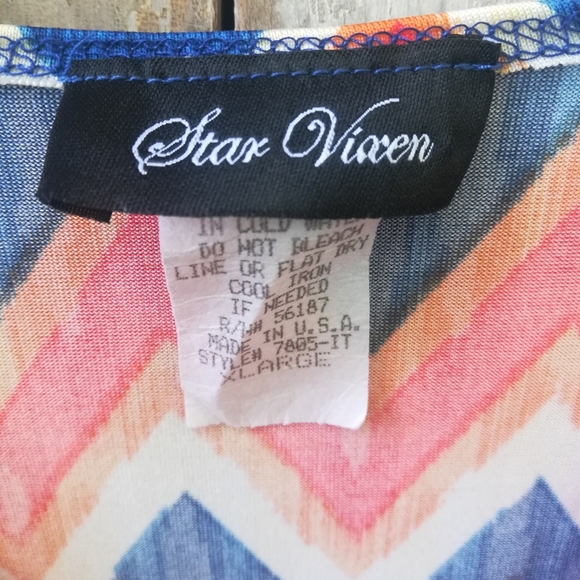 Star Vixen
IN COLD WATER
DO NOT BLEACH
LINE OR FLAT DRY
COOL IRON
IF NEEDED
R/N# 56187
MADE IN U.S.A.
STYLE# 7805-IT
XLARGE